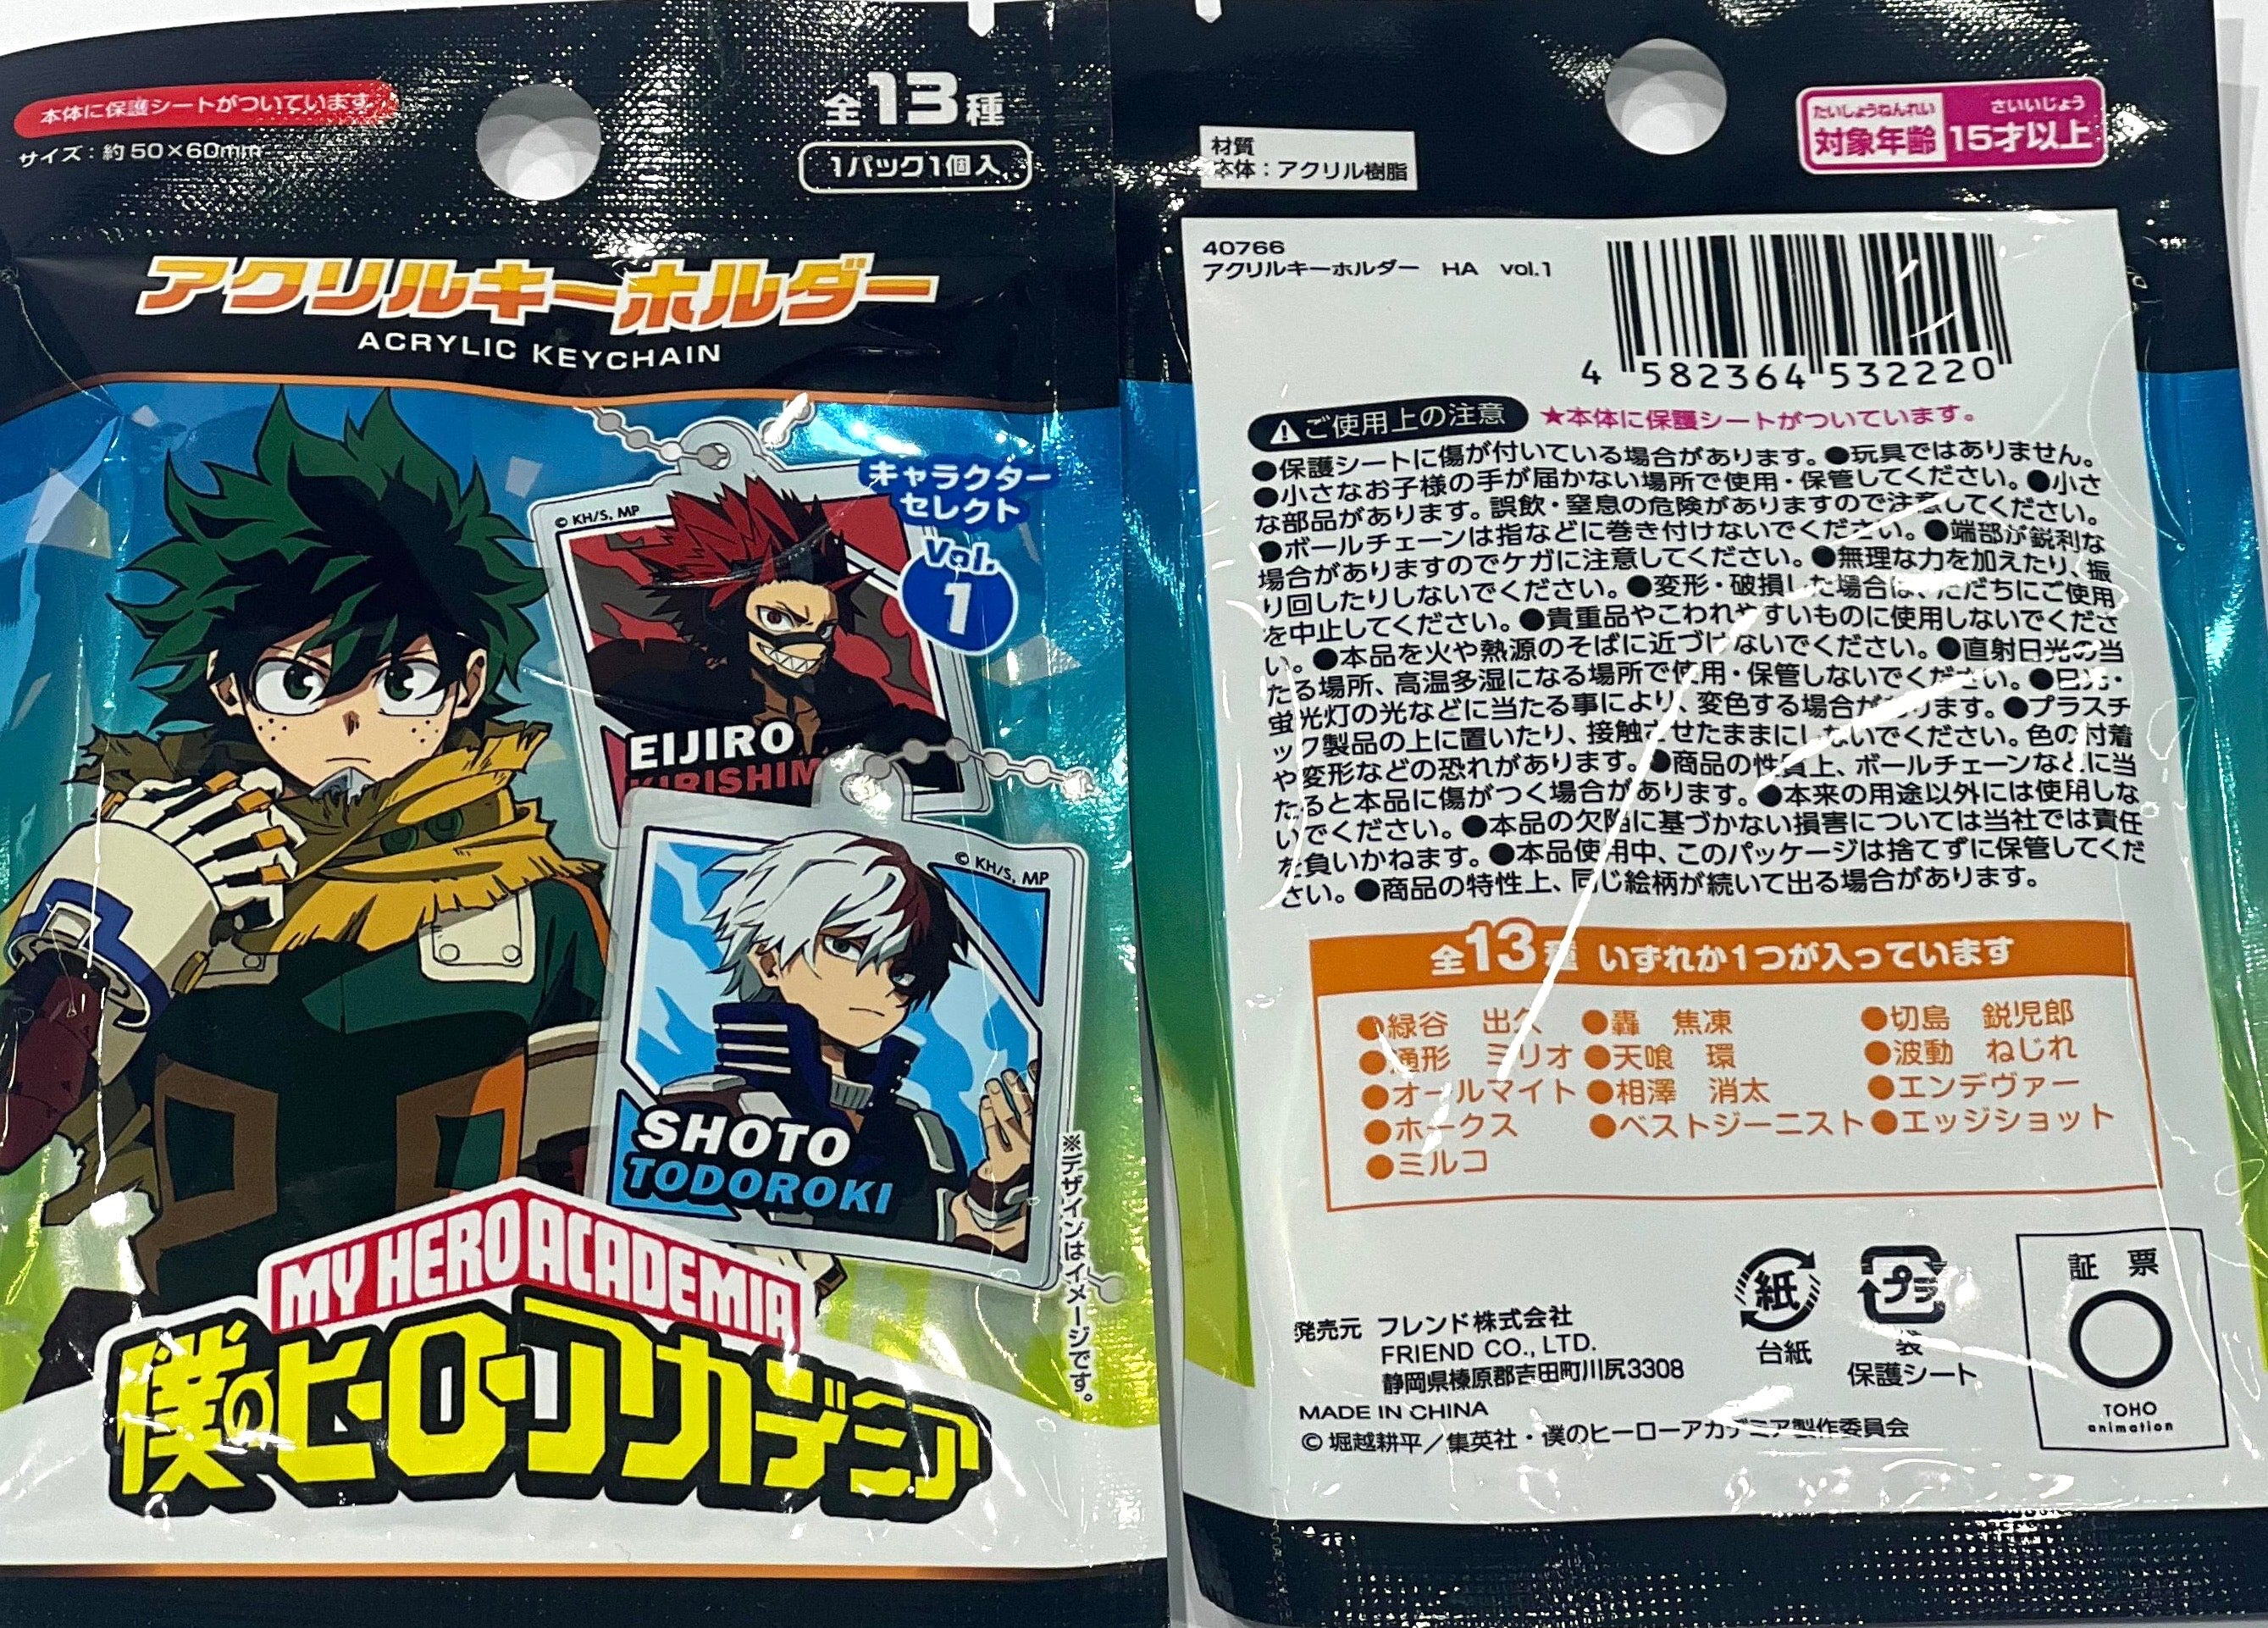 本体に保護シートがついています。
サイズ：約50×60mm
全13種
1パック1個入
アクリルキーホルダー
ACRYLIC KEYCHAIN
キャラクター
セレクト
vol.
1
© KH/S, MP
EIJIRO
KIRISHIM
© KH/S, MP
SHOTO
TODOROKI
※デザインはイメージです。
MY HERO ACADEMIA
僕のヒーローアカデミア
材質
本体：アクリル樹脂
たいしょうねんれい さいいじょう
対象年齢 15才以上
40766
アクリルキーホルダー HA vol.1
4 582364 532220
⚠ご使用上の注意 ★本体に保護シートがついています。
●保護シートに傷が付いている場合があります。●玩具ではありません。
●小さなお子様の手が届かない場所で使用・保管してください。●小さ
な部品があります。誤飲・窒息の危険がありますので注意してください。
●ボールチェーンは指などに巻き付けないでください。●端部が鋭利な
場合がありますのでケガに注意してください。●無理な力を加えたり、振
り回したりしないでください。●変形・破損した場合は、ただちにご使用
を中止してください。●貴重品やこわれやすいものに使用しないでくださ
い。●本品を火や熱源のそばに近づけないでください。●直射日光の当
たる場所、高温多湿になる場所で使用・保管しないでください。●日光・
蛍光灯の光などに当たる事により、変色する場合があります。●プラスチ
ック製品の上に置いたり、接触させたままにしないでください。色の付着
や変形などの恐れがあります。●商品の性質上、ボールチェーンなどに当
たると本品に傷がつく場合があります。●本来の用途以外には使用しな
いでください。●本品の欠陥に基づかない損害については当社では責任
を負いかねます。●本品使用中、このパッケージは捨てずに保管してくだ
さい。●商品の特性上、同じ絵柄が続いて出る場合があります。
全13種 いずれか1つが入っています
●緑谷 出久 ●轟 焦凍 ●切島 鋭児郎
●通形 ミリオ ●天喰 環 ●波動 ねじれ
●オールマイト ●相澤 消太 ●エンデヴァー
●ホークス ●ベストジーニスト ●エッジショット
●ミルコ
発売元 フレンド株式会社
FRIEND CO., LTD.
静岡県榛原郡吉田町川尻3308
MADE IN CHINA
© 堀越耕平／集英社・僕のヒーローアカデミア製作委員会
紙
台紙
プラ
袋
保護シート
証 票
TOHO
animation